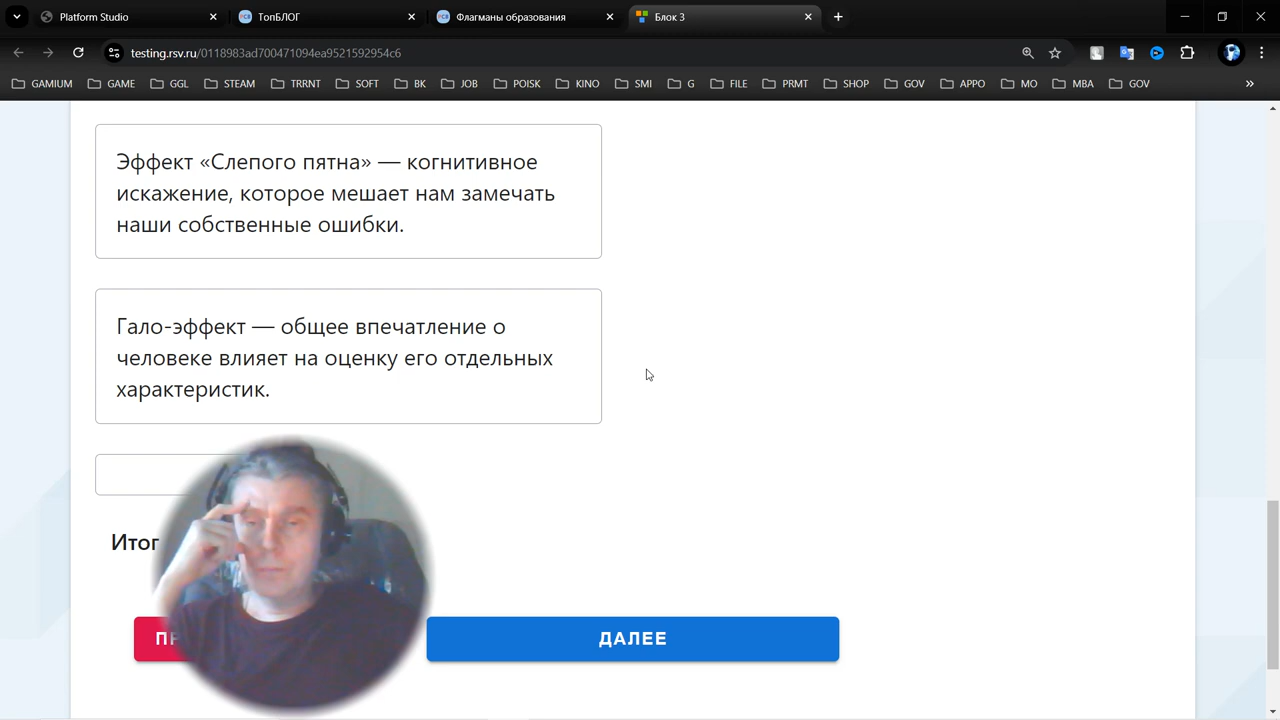 Platform Studio
ТопБЛОГ
Флагманы образования
Блок 3
testing.rsv.ru/0118983ad700471094ea9521592954c6
GAMIUM GAME GGL STEAM TRRNT SOFT BK JOB POISK KINO SMI G FILE PRMT SHOP GOV APPO MO MBA GOV
Эффект «Слепого пятна» — когнитивное
искажение, которое мешает нам замечать
наши собственные ошибки.
Гало-эффект — общее впечатление о
человеке влияет на оценку его отдельных
характеристик.
Итог
ДАЛЕЕ